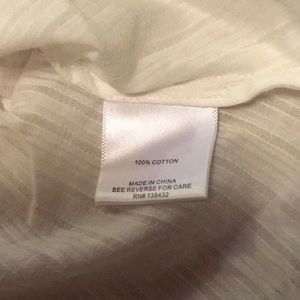 100% COTTON
MADE IN CHINA
SEE REVERSE FOR CARE
RN# 138432